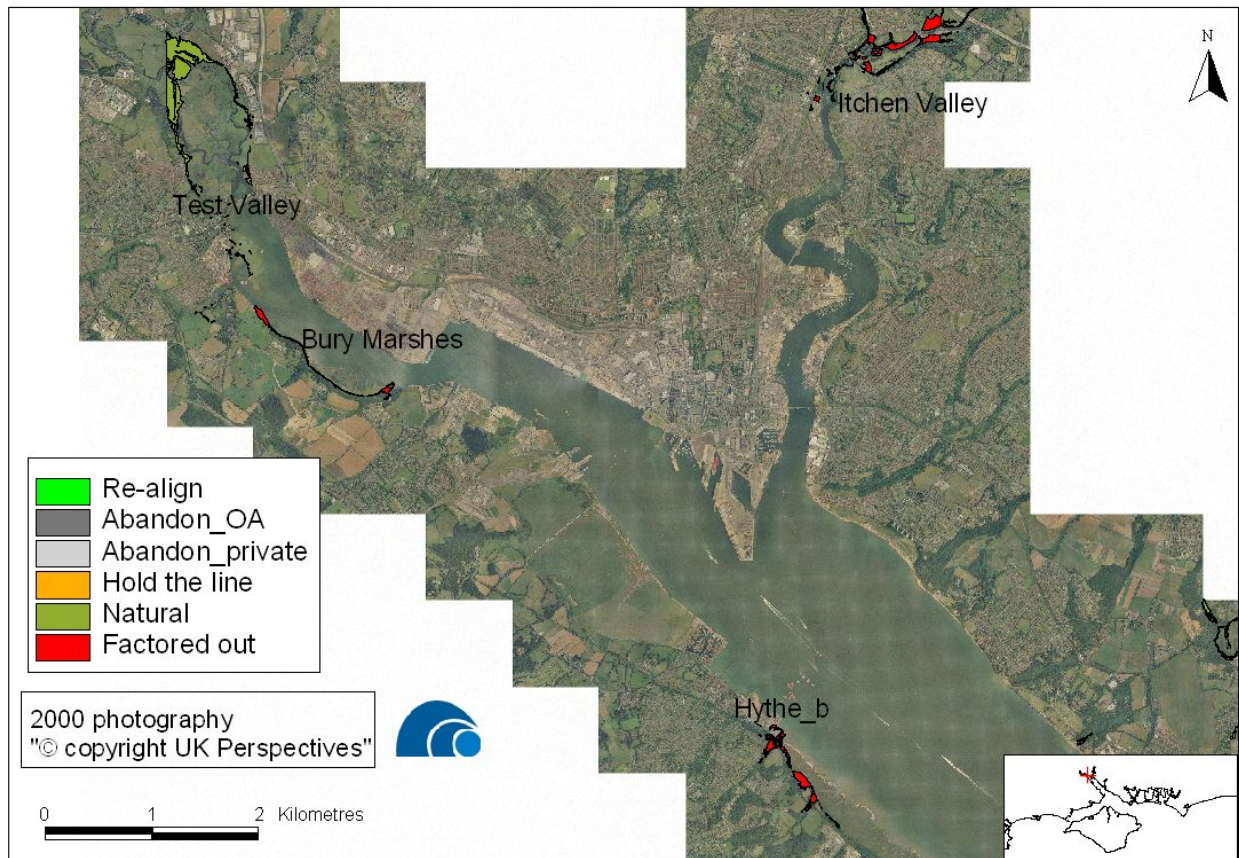 N
Itchen Valley
Test Valley
Bury Marshes
Re-align
Abandon_OA
Abandon_private
Hold the line
Natural
Factored out
Hythe_b
2000 photography
"© copyright UK Perspectives"
0 1 2 Kilometres